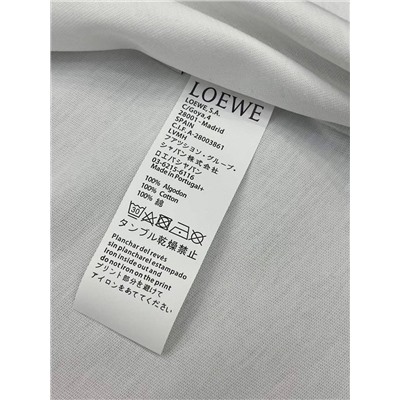 LOEWE
LOEWE, S.A.
C/Goya, 4
28001 - Madrid
SPAIN
C.I.F. A-28003861
LVMH
ファッション・グループ・
ジャパン株式会社
ロエベジャパン
03-6215-6116
Made in Portugal+
100% Algodon
100% Cotton
100% 綿
30
タンブル乾燥禁止
Planchar del revés
sin planchar el estampado
iron inside out and
do not iron on the print
プリント部分を避けて
アイロンをあててください